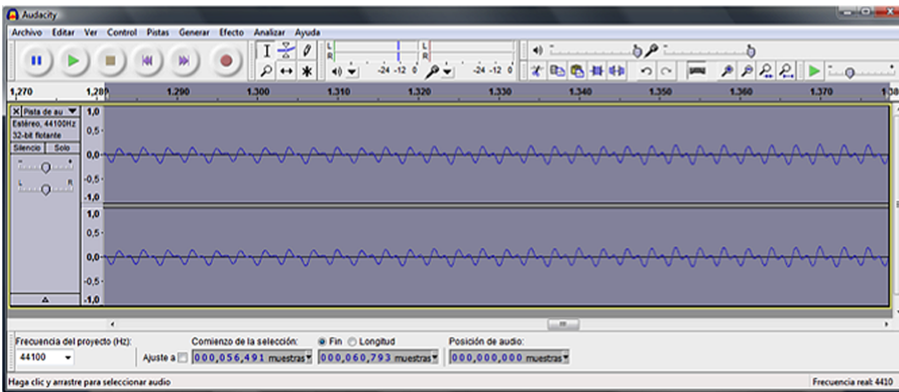 Audacity
Archivo Editar Ver Control Pistas Generar Efecto Analizar Ayuda
L
R
-24 -12 0
L
R
-24 -12 0
1,270 1,280 1.290 1.300 1.310 1.320 1.330 1.340 1.350 1.360 1.370 1.380
X Pista de au
Estéreo, 44100Hz
32-bit flotante
Silencio Solo
- +
L R
1,0
0,5
0,0
-0,5
-1,0
1,0
0,5
0,0
-0,5
-1,0
Frecuencia del proyecto (Hz): Comienzo de la selección: Fin Longitud Posición de audio:
44100 Ajuste a 000,056,491 muestras 000,060,793 muestras 000,000,000 muestras
Haga clic y arrastre para seleccionar audio Frecuencia real: 4410